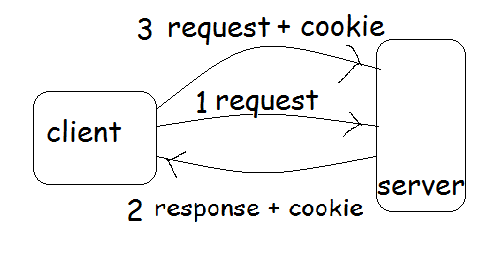 3 request + cookie
1 request
client
server
2 response + cookie